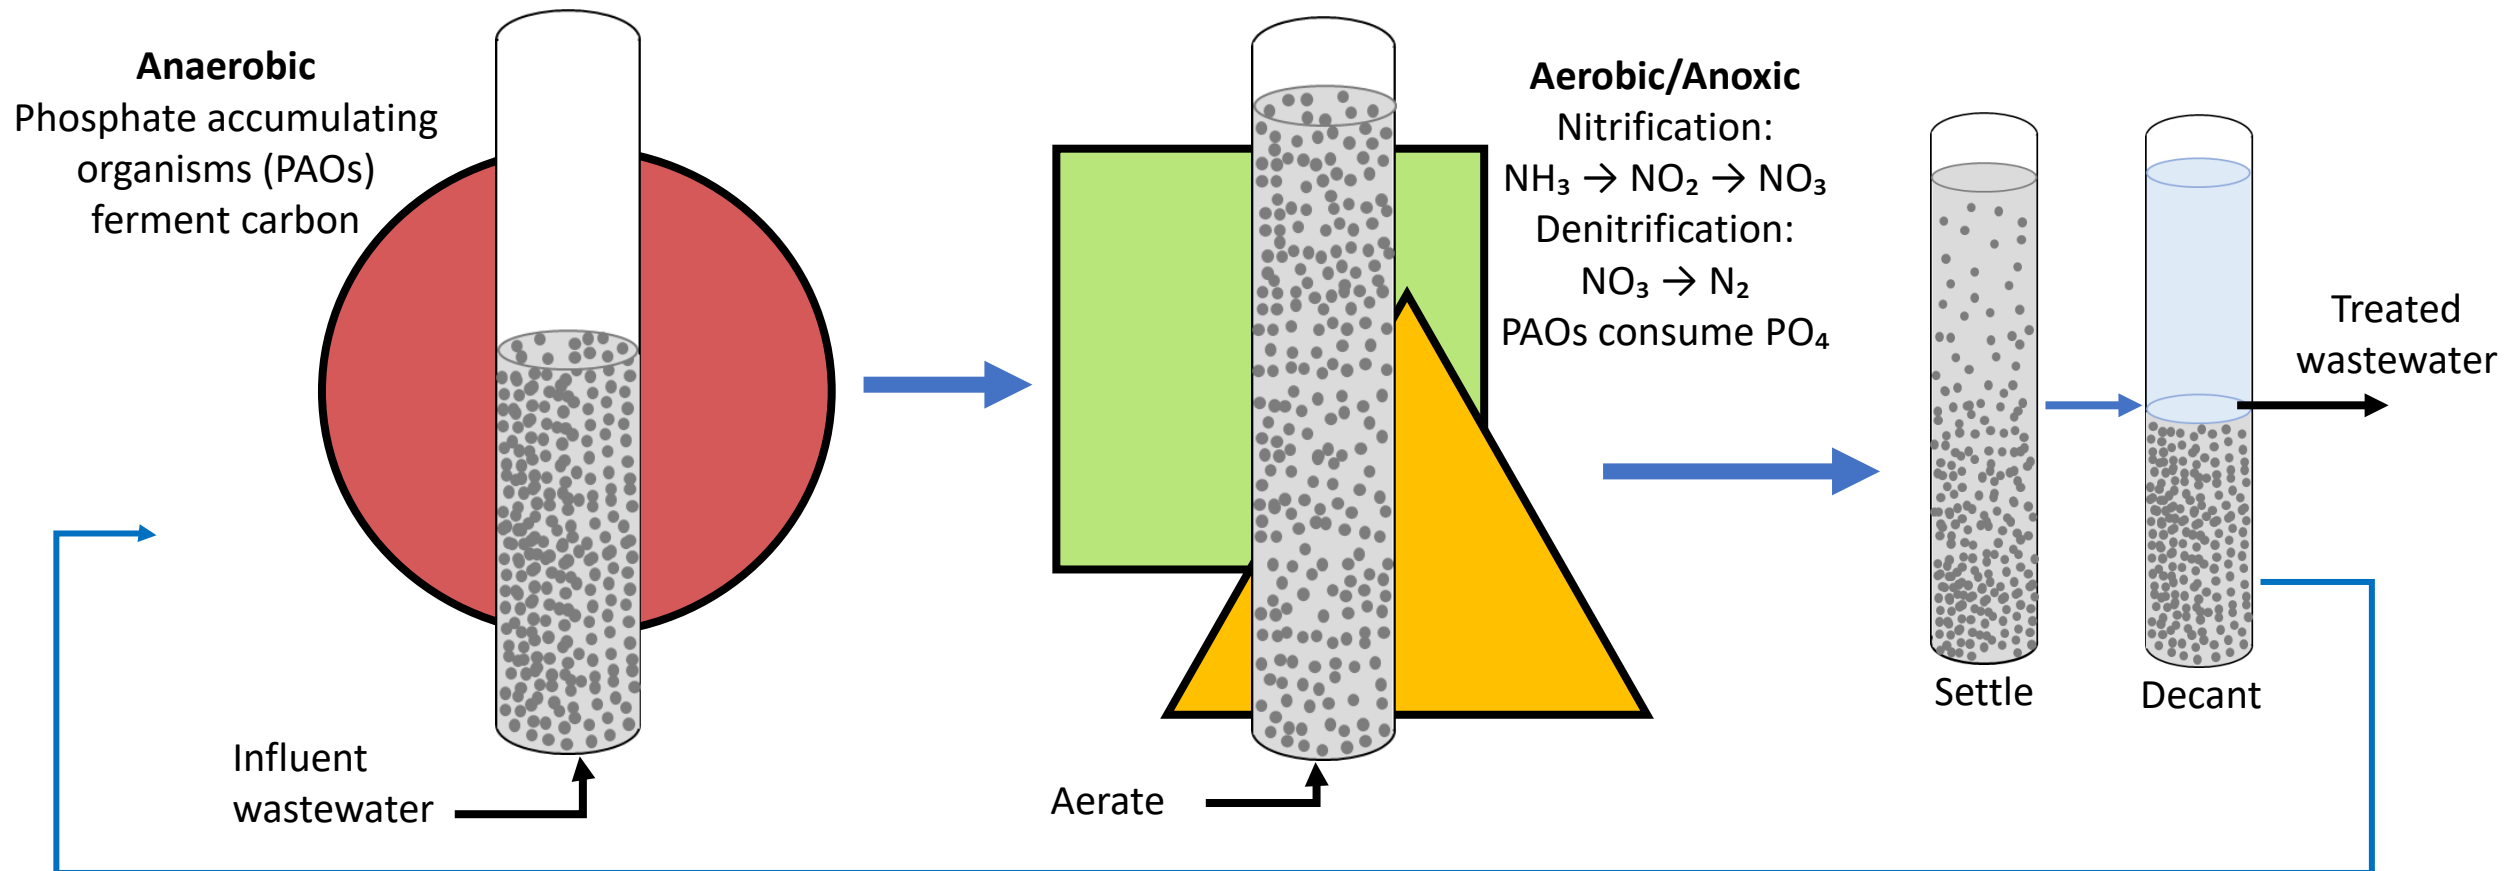 Anaerobic
Phosphate accumulating
organisms (PAOs)
ferment carbon
Influent
wastewater
Aerobic/Anoxic
Nitrification:
NH₃ → NO₂ → NO₃
Denitrification:
NO₃ → N₂
PAOs consume PO₄
Aerate
Settle
Decant
Treated
wastewater